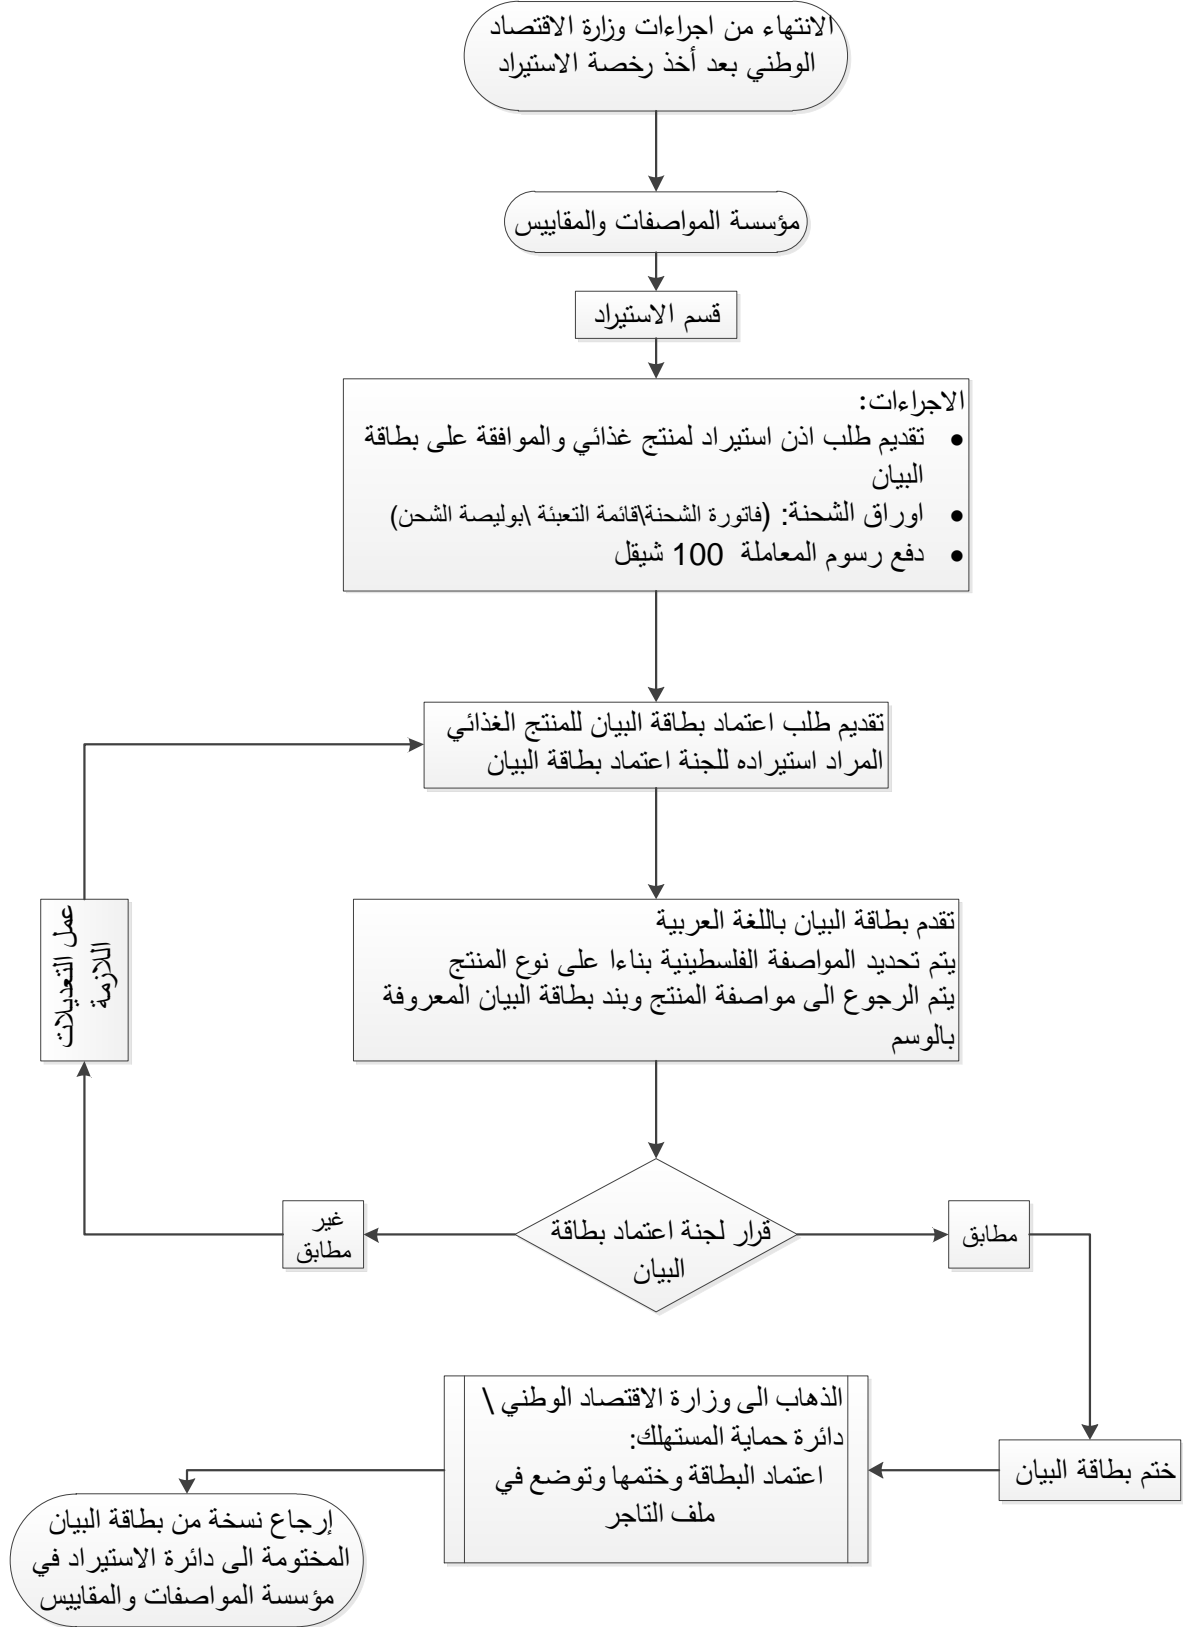 الانتهاء من اجراءات وزارة الاقتصاد
الوطني بعد أخذ رخصة الاستيراد
مؤسسة المواصفات والمقاييس
قسم الاستيراد
الاجراءات:
• تقديم طلب اذن استيراد لمنتج غذائي والموافقة على بطاقة
البيان
• اوراق الشحنة: (فاتورة الشحنة\قائمة التعبئة \بوليصة الشحن)
• دفع رسوم المعاملة 100 شيقل
تقديم طلب اعتماد بطاقة البيان للمنتج الغذائي
المراد استيراده للجنة اعتماد بطاقة البيان
تقدم بطاقة البيان باللغة العربية
يتم تحديد المواصفة الفلسطينية بناءا على نوع المنتج
يتم الرجوع الى مواصفة المنتج وبند بطاقة البيان المعروفة
بالوسم
عمل التعديلات
اللازمة
قرار لجنة اعتماد بطاقة
البيان
مطابق
غير
مطابق
ختم بطاقة البيان
الذهاب الى وزارة الاقتصاد الوطني \
دائرة حماية المستهلك:
اعتماد البطاقة وختمها وتوضع في
ملف التاجر
إرجاع نسخة من بطاقة البيان
المختومة الى دائرة الاستيراد في
مؤسسة المواصفات والمقاييس